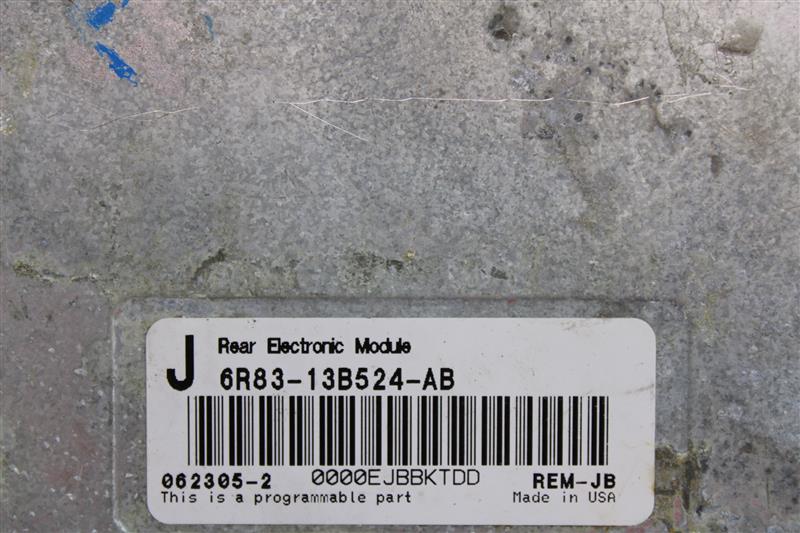 J Rear Electronic Module
6R83-13B524-AB
062305-2 0000EJBBKTDD REM-JB
This is a programmable part Made in USA